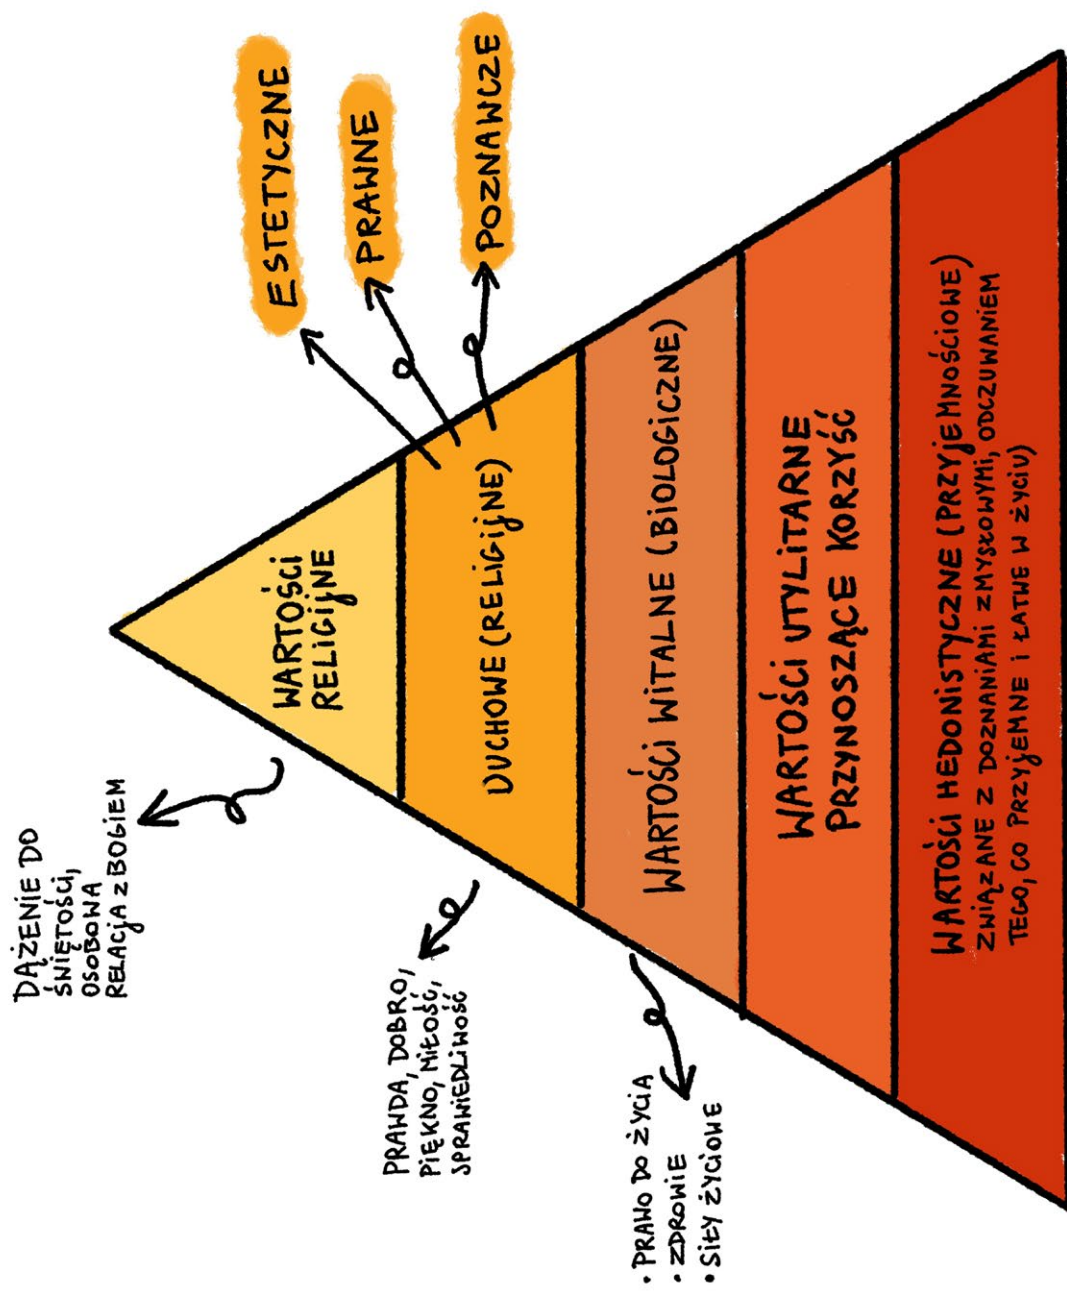 DĄŻENIE DO
ŚWIĘTOŚCI,
OSOBOWA
RELACJA Z BOGIEM
WARTOŚCI
RELIGIJNE
ESTETYCZNE
PRAWNE
POZNAWCZE
PRAWDA, DOBRO,
PIĘKNO, MIŁOŚĆ,
SPRAWIEDLIWOŚĆ
DUCHOWE (RELIGIJNE)
• PRAWO DO ŻYCIA
• ZDROWIE
• SIŁY ŻYCIOWE
WARTOŚCI WITALNE (BIOLOGICZNE)
WARTOŚCI UTYLITARNE
PRZYNOSZĄCE KORZYŚĆ
WARTOŚCI HEDONISTYCZNE (PRZYJEMNOŚCIOWE)
ZWIĄZANE Z DOZNANIAMI ZMYSŁOWYMI, ODCZUWANIEM
TEGO, CO PRZYJEMNE I ŁATWE W ŻYCIU)